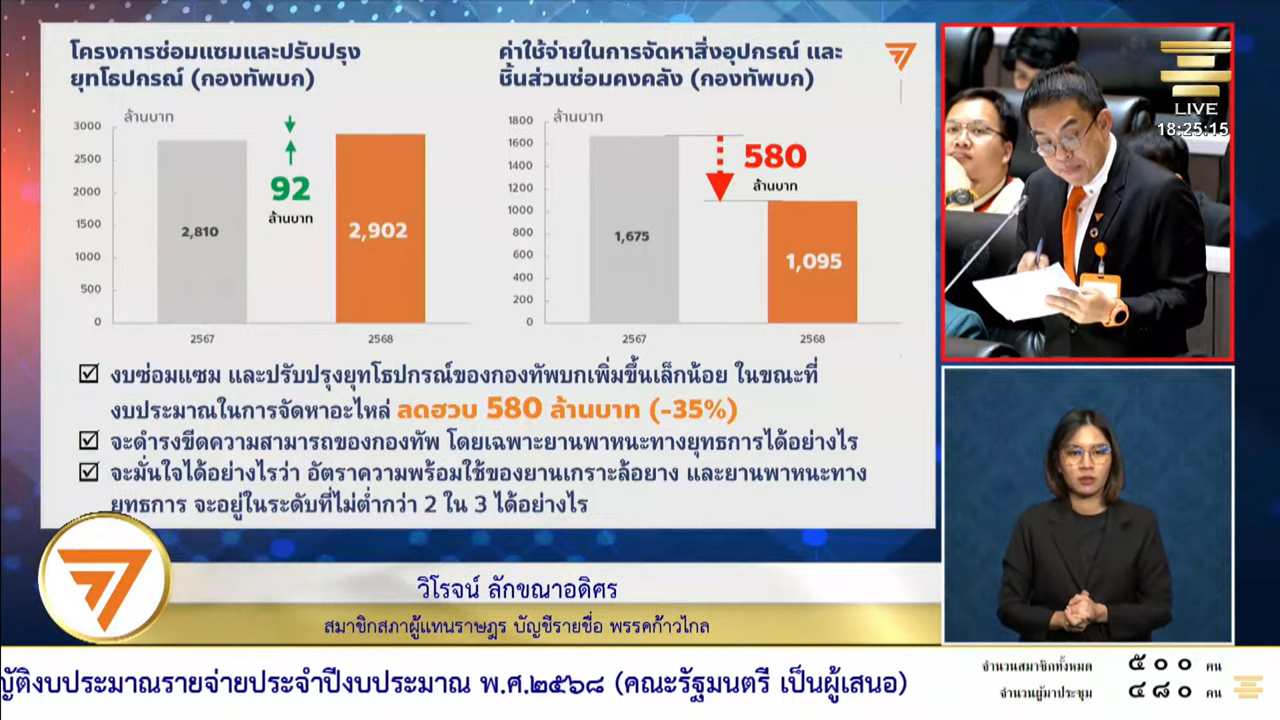 โครงการซ่อมแซมและปรับปรุง
ยุทโธปกรณ์ (กองทัพบก)
ล้านบาท
3000
2500
2000
1500
1000
500
0
2,810
92
ล้านบาท
2,902
2567
2568
ค่าใช้จ่ายในการจัดหาสิ่งอุปกรณ์ และ
ชิ้นส่วนซ่อมคงคลัง (กองทัพบก)
ล้านบาท
1800
1600
1400
1200
1000
800
600
400
200
0
1,675
580
ล้านบาท
1,095
2567
2568
งบซ่อมแซม และปรับปรุงยุทโธปกรณ์ของกองทัพบกเพิ่มขึ้นเล็กน้อย ในขณะที่
งบประมาณในการจัดหาอะไหล่ ลดฮวบ 580 ล้านบาท (-35%)
จะดำรงขีดความสามารถของกองทัพ โดยเฉพาะยานพาหนะทางยุทธการได้อย่างไร
จะมั่นใจได้อย่างไรว่า อัตราความพร้อมใช้ของยานเกราะล้อยาง และยานพาหนะทาง
ยุทธการ จะอยู่ในระดับที่ไม่ต่ำกว่า 2 ใน 3 ได้อย่างไร
LIVE
18:25:15
วิโรจน์ ลักขณาอดิศร
สมาชิกสภาผู้แทนราษฎร บัญชีรายชื่อ พรรคก้าวไกล
ญัติงบประมาณรายจ่ายประจำปีงบประมาณ พ.ศ.๒๕๖๘ (คณะรัฐมนตรี เป็นผู้เสนอ)
จำนวนสมาชิกทั้งหมด ๕๐๐ คน
จำนวนผู้มาประชุม ๔๘๐ คน